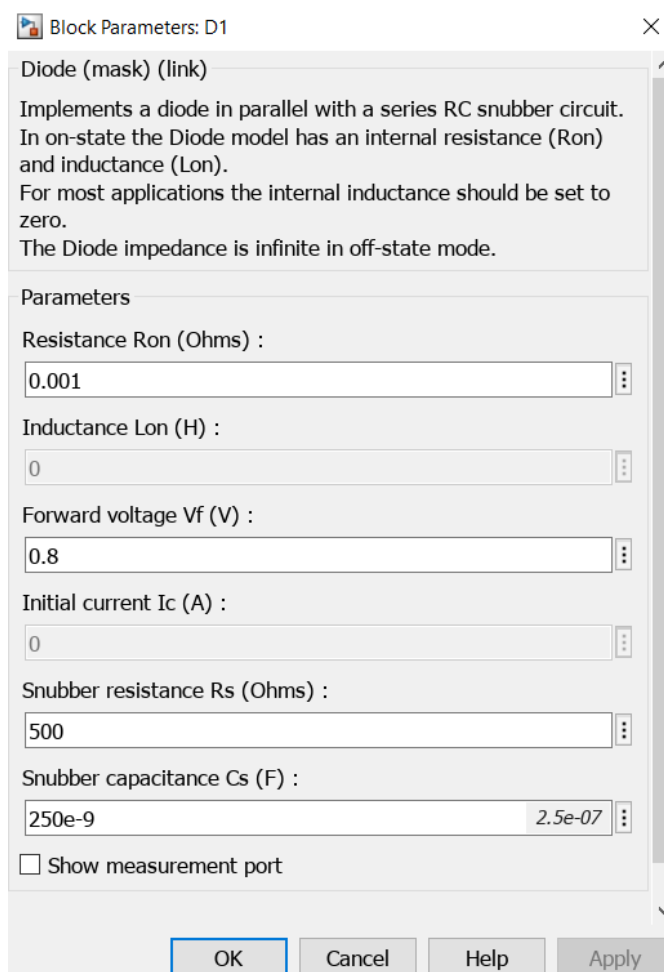 Block Parameters: D1
Diode (mask) (link)
Implements a diode in parallel with a series RC snubber circuit.
In on-state the Diode model has an internal resistance (Ron)
and inductance (Lon).
For most applications the internal inductance should be set to
zero.
The Diode impedance is infinite in off-state mode.
Parameters
Resistance Ron (Ohms) :
0.001
Inductance Lon (H) :
0
Forward voltage Vf (V) :
0.8
Initial current Ic (A) :
0
Snubber resistance Rs (Ohms) :
500
Snubber capacitance Cs (F) :
250e-9 2.5e-07
Show measurement port
OK Cancel Help Apply